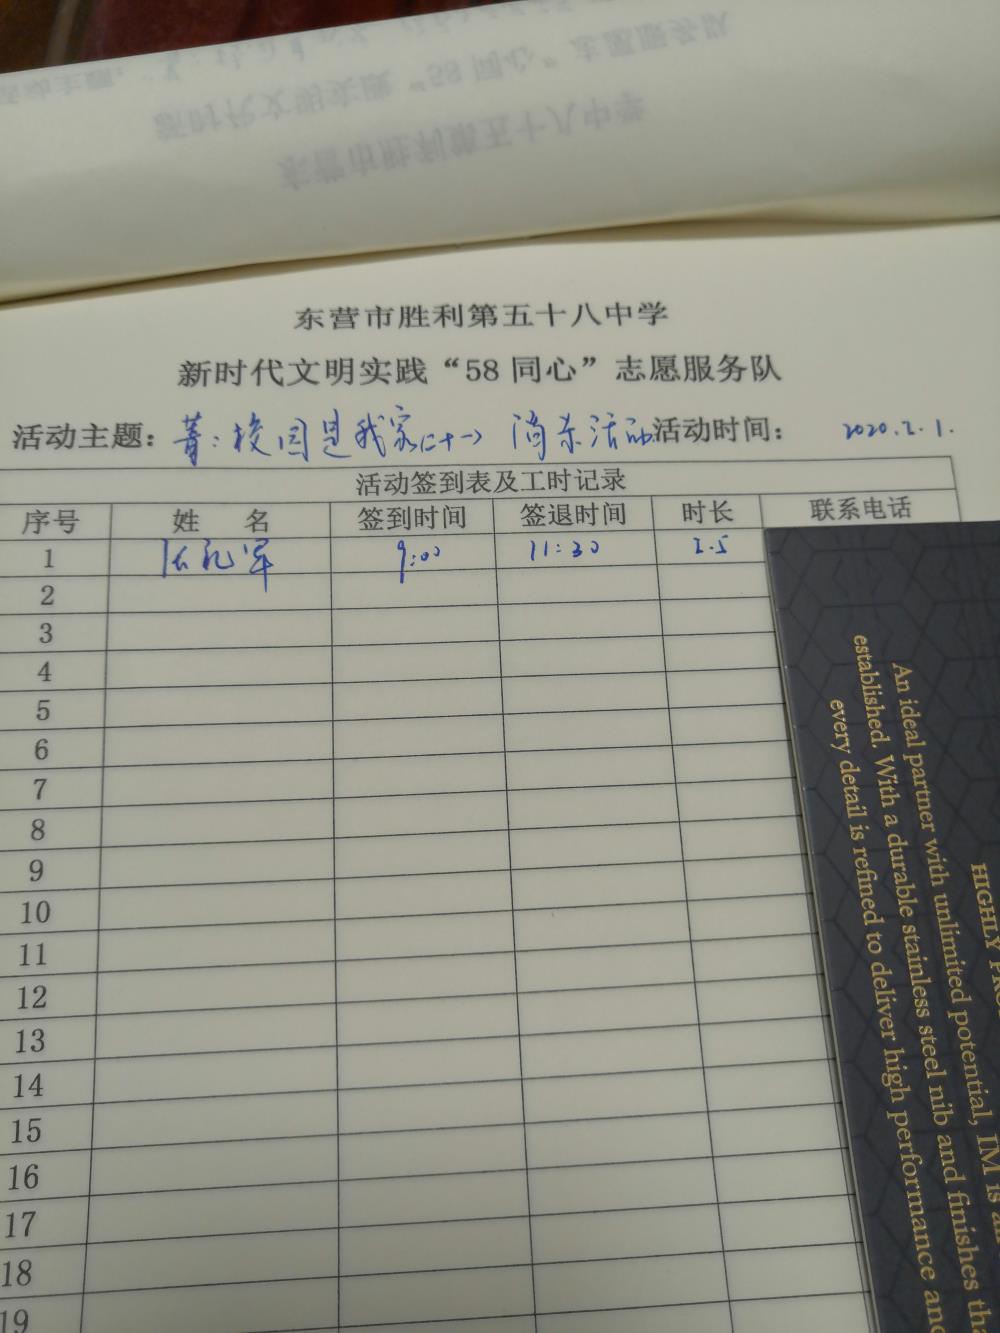 东营市胜利第五十八中学
新时代文明实践“58 同心”志愿服务队
活动主题：菁：校园是我家（二十一） 消杀活动 活动时间： 2020.2.1.
活动签到表及工时记录
序号 姓 名 签到时间 签退时间 时长 联系电话
1 军 9:00 11:30 2.5
2
3
4
5
6
7
8
9
10
11
12
13
14
15
16
17
18
19
HIGHLY
An ideal partner with unlimited potential, IM is
established. With a durable stainless steel nib and finishes
every detail is refined to deliver high performance and